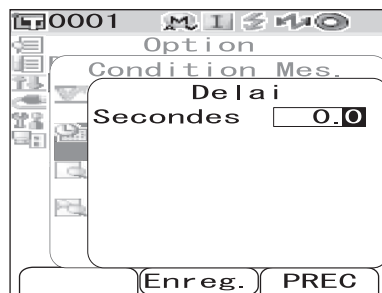 0001 M I
Option
Condition Mes.
Delai
Secondes 0.0
Enreg. PREC